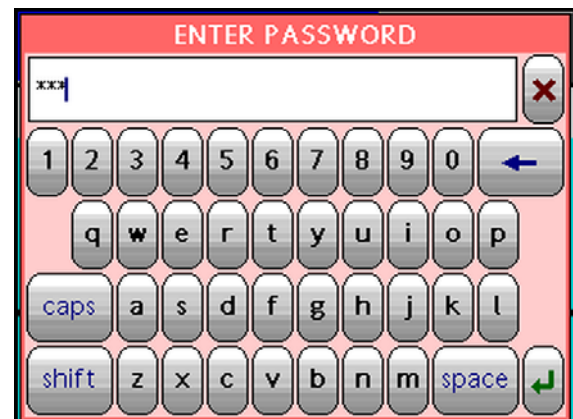 ENTER PASSWORD
***
1 2 3 4 5 6 7 8 9 0
q w e r t y u i o p
caps a s d f g h j k l
shift z x c v b n m space